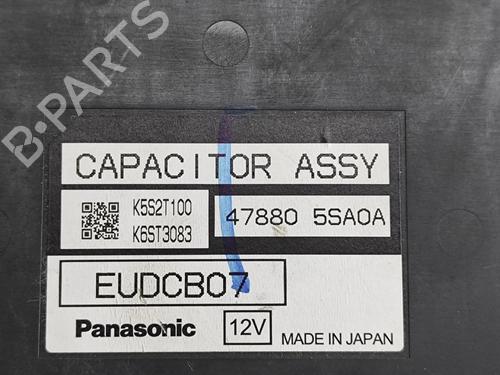 B-PARTS
CAPACITOR ASSY
K5S2T100
K6ST3083
47880 5SA0A
EUDCB07
Panasonic
12V
MADE IN JAPAN